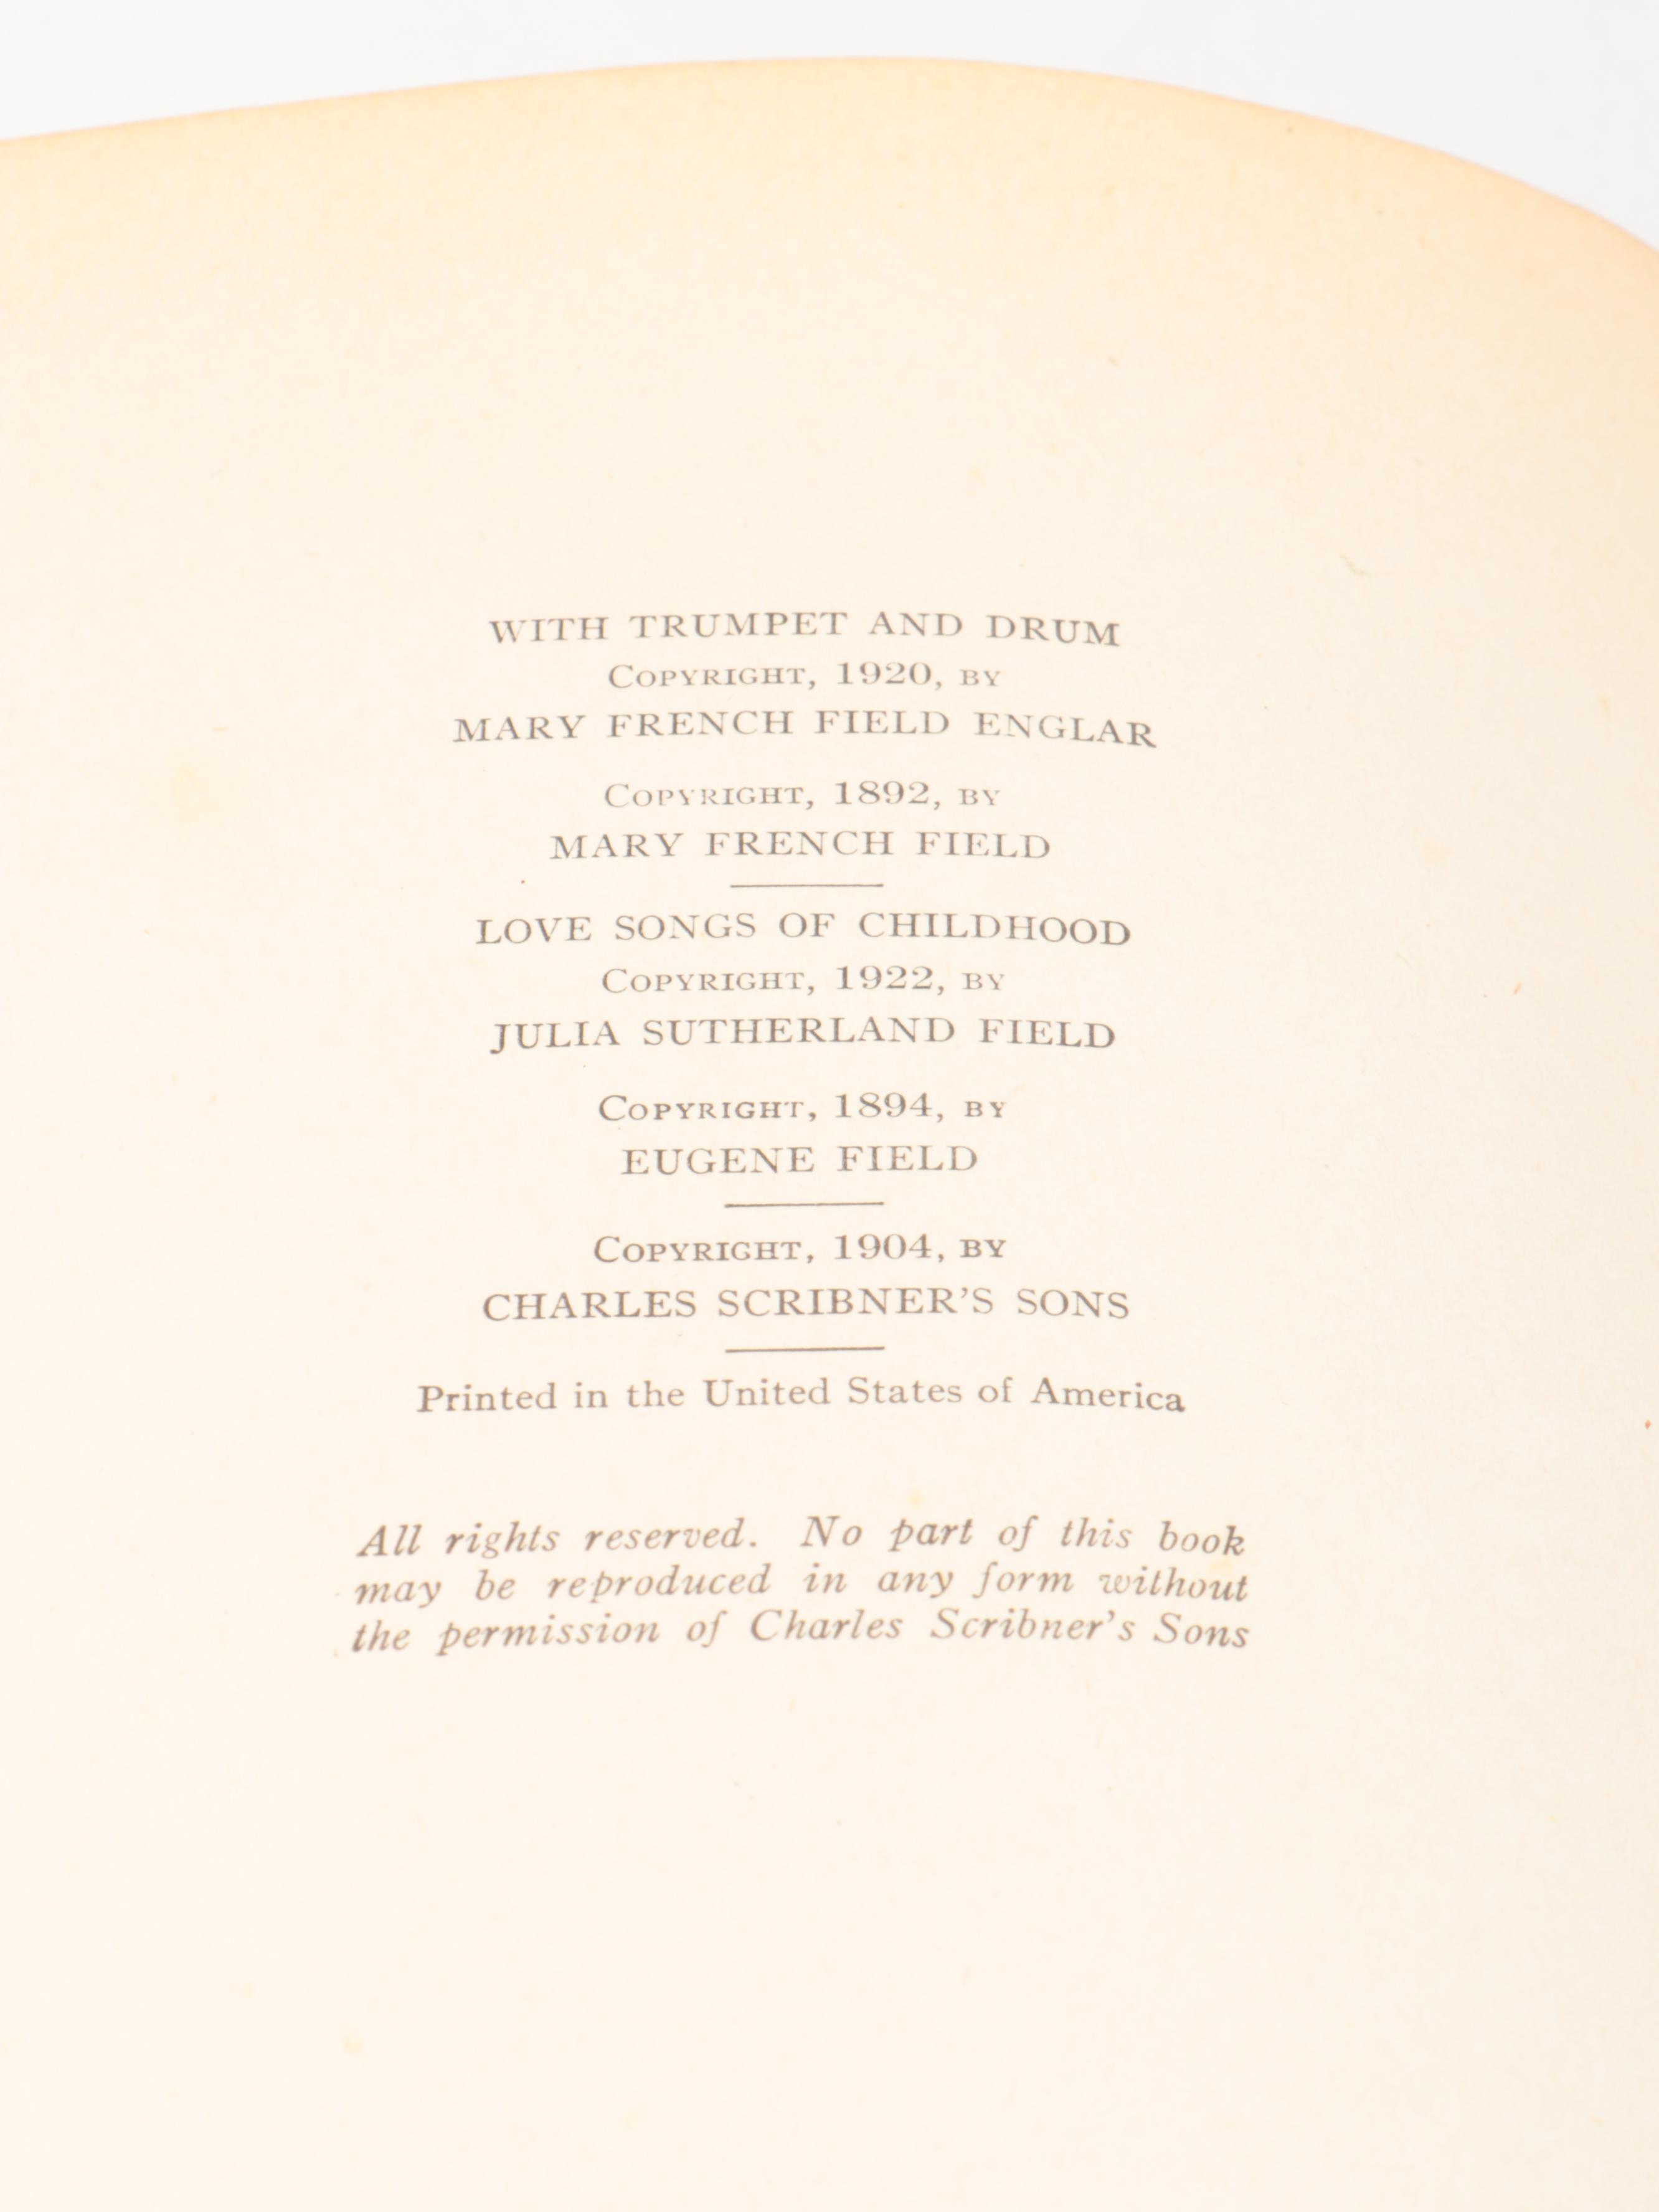 WITH TRUMPET AND DRUM
COPYRIGHT, 1920, BY
MARY FRENCH FIELD ENGLAR
COPYRIGHT, 1892, BY
MARY FRENCH FIELD
LOVE SONGS OF CHILDHOOD
COPYRIGHT, 1922, BY
JULIA SUTHERLAND FIELD
COPYRIGHT, 1894, BY
EUGENE FIELD
COPYRIGHT, 1904, BY
CHARLES SCRIBNER'S SONS
Printed in the United States of America
All rights reserved. No part of this book
may be reproduced in any form without
the permission of Charles Scribner's Sons